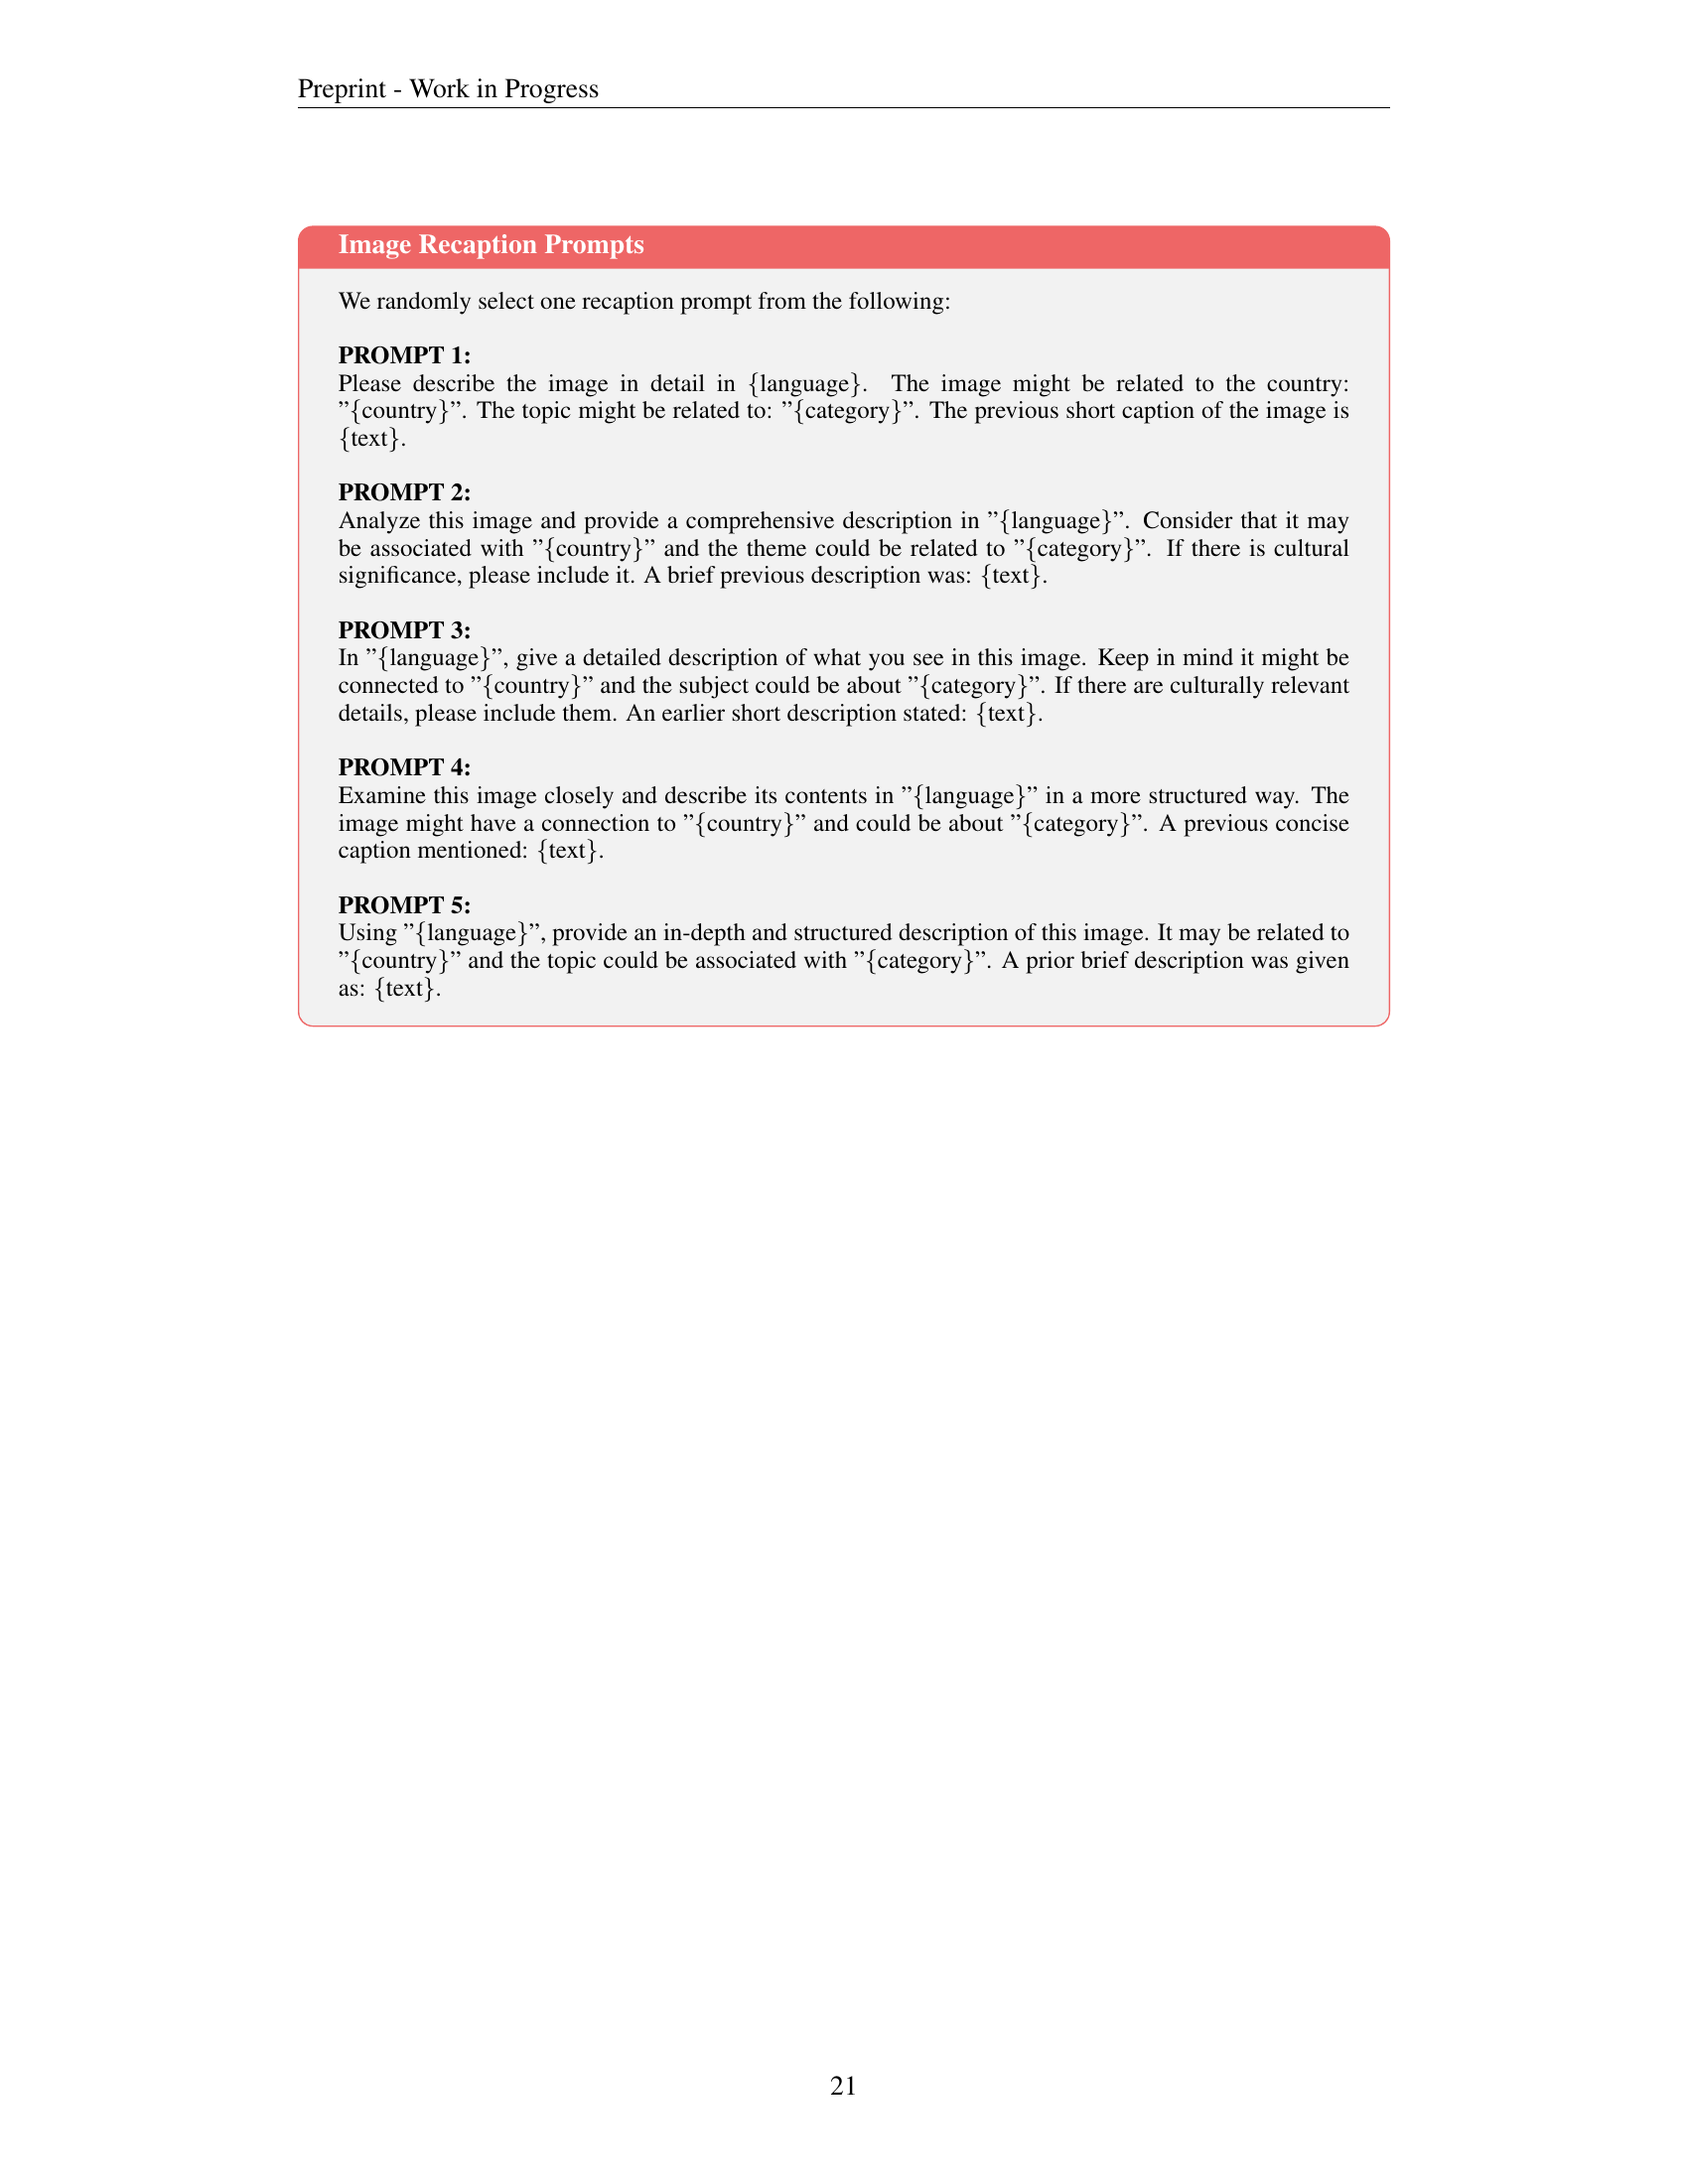 Preprint - Work in Progress
Image Recaption Prompts
We randomly select one recaption prompt from the following:
PROMPT 1:
Please describe the image in detail in {language}. The image might be related to the country:
”{country}”. The topic might be related to: ”{category}”. The previous short caption of the image is
{text}.
PROMPT 2:
Analyze this image and provide a comprehensive description in ”{language}”. Consider that it may
be associated with ”{country}” and the theme could be related to ”{category}”. If there is cultural
significance, please include it. A brief previous description was: {text}.
PROMPT 3:
In ”{language}”, give a detailed description of what you see in this image. Keep in mind it might be
connected to ”{country}” and the subject could be about ”{category}”. If there are culturally relevant
details, please include them. An earlier short description stated: {text}.
PROMPT 4:
Examine this image closely and describe its contents in ”{language}” in a more structured way. The
image might have a connection to ”{country}” and could be about ”{category}”. A previous concise
caption mentioned: {text}.
PROMPT 5:
Using ”{language}”, provide an in-depth and structured description of this image. It may be related to
”{country}” and the topic could be associated with ”{category}”. A prior brief description was given
as: {text}.
21